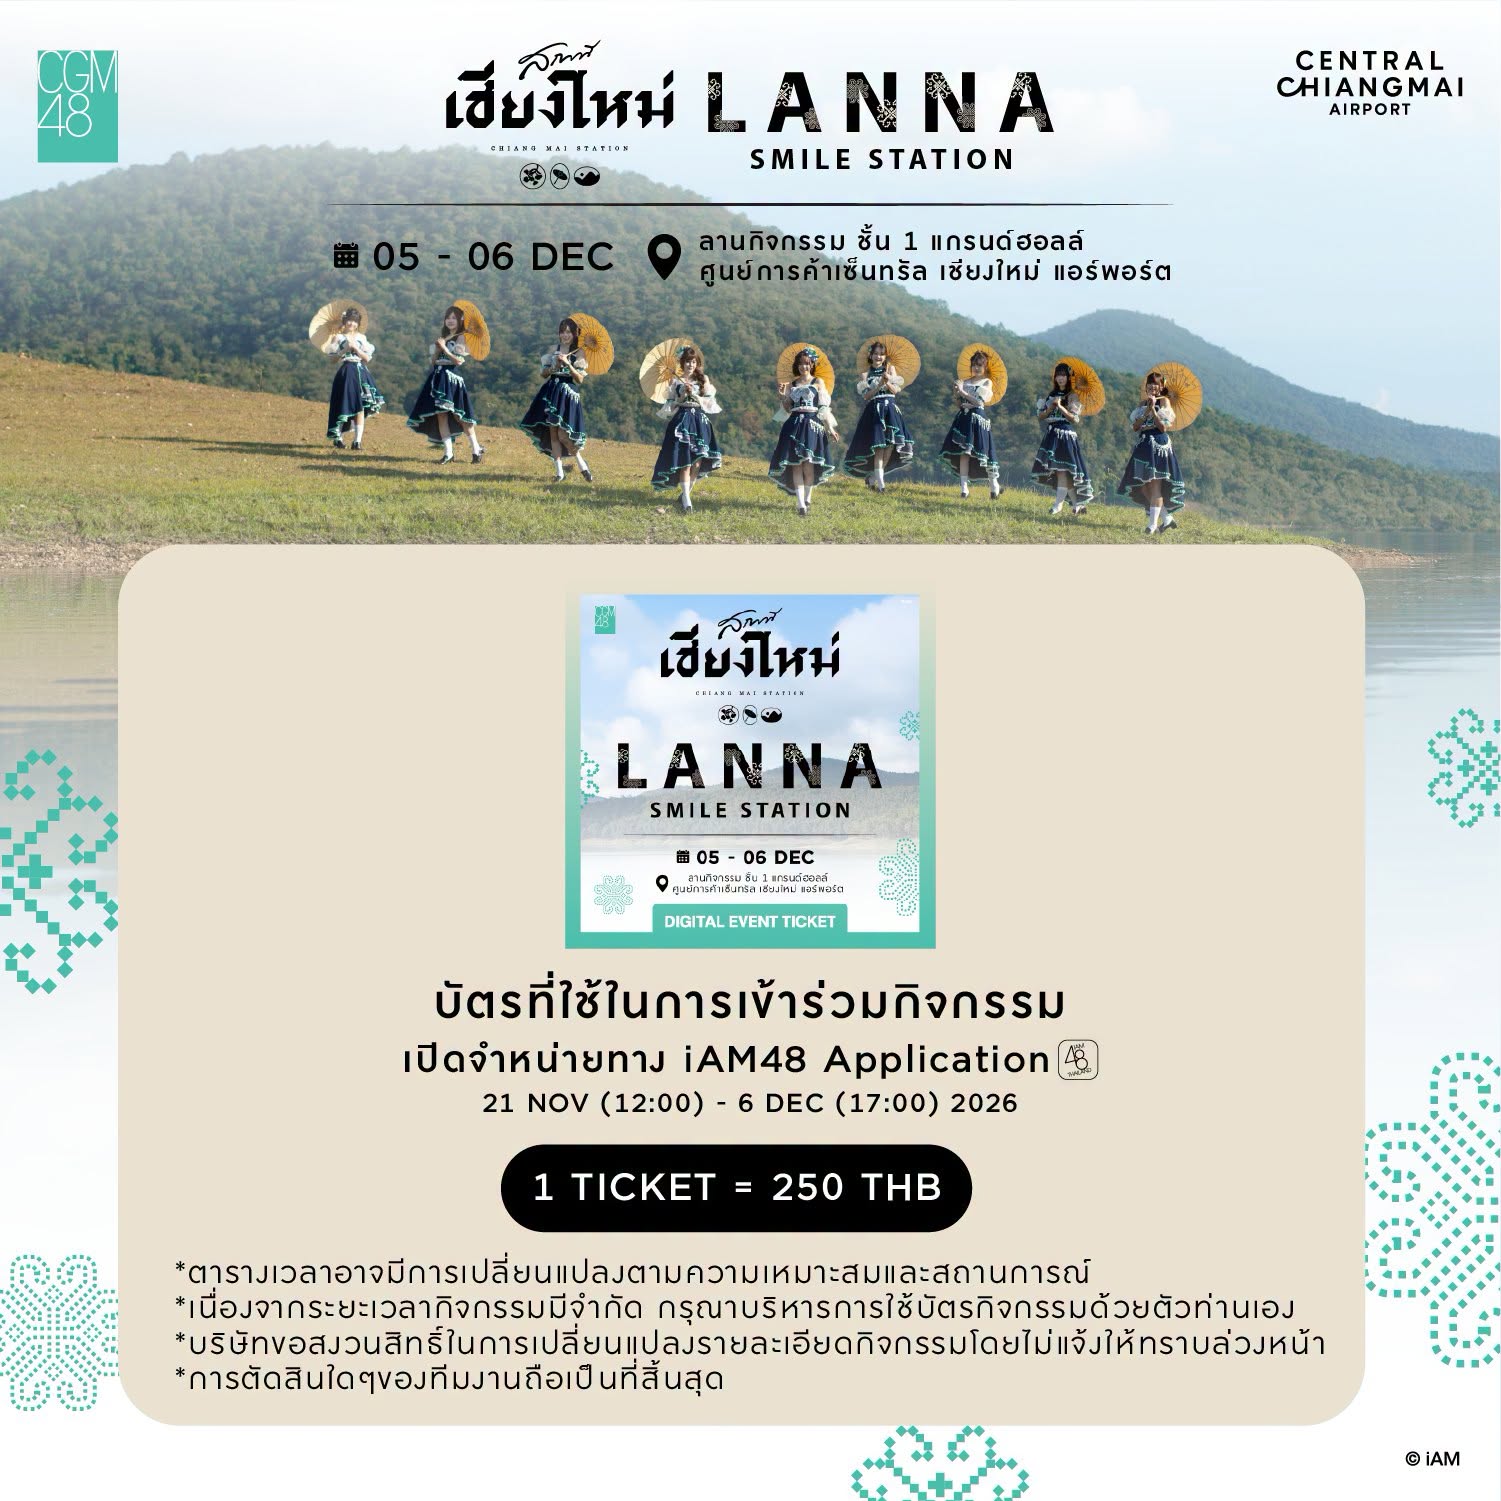 CGM
48
สถานี
เชียงใหม่
CHIANG MAI STATION
LANNA
SMILE STATION
CENTRAL
CHIANGMAI
AIRPORT
05 - 06 DEC
ลานกิจกรรม ชั้น 1 แกรนด์ฮอลล์
ศูนย์การค้าเซ็นทรัล เชียงใหม่ แอร์พอร์ต
CGM
48
สถานี
เชียงใหม่
CHIANG MAI STATION
LANNA
SMILE STATION
05 - 06 DEC
ลานกิจกรรม ชั้น 1 แกรนด์ฮอลล์
ศูนย์การค้าเซ็นทรัล เชียงใหม่ แอร์พอร์ต
DIGITAL EVENT TICKET
บัตรที่ใช้ในการเข้าร่วมกิจกรรม
เปิดจำหน่ายทาง iAM48 Application
IAM
48
THAILAND
21 NOV (12:00) - 6 DEC (17:00) 2026
1 TICKET = 250 THB
*ตารางเวลาอาจมีการเปลี่ยนแปลงตามความเหมาะสมและสถานการณ์
*เนื่องจากระยะเวลากิจกรรมมีจำกัด กรุณาบริหารการใช้บัตรกิจกรรมด้วยตัวท่านเอง
*บริษัทขอสงวนสิทธิ์ในการเปลี่ยนแปลงรายละเอียดกิจกรรมโดยไม่แจ้งให้ทราบล่วงหน้า
*การตัดสินใดๆของทีมงานถือเป็นที่สิ้นสุด
© iAM